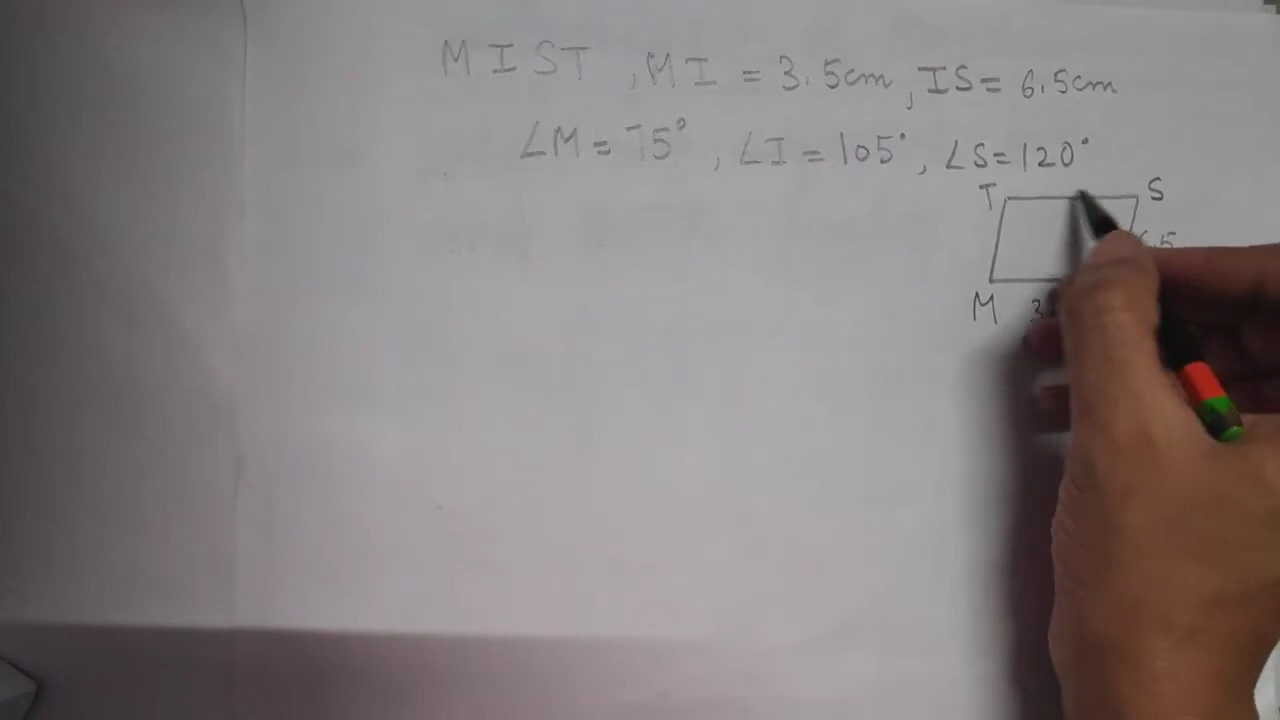 MIST , MI = 3.5cm, IS = 6.5cm
∠M = 75°, ∠I = 105°, ∠S = 120°
T S
M